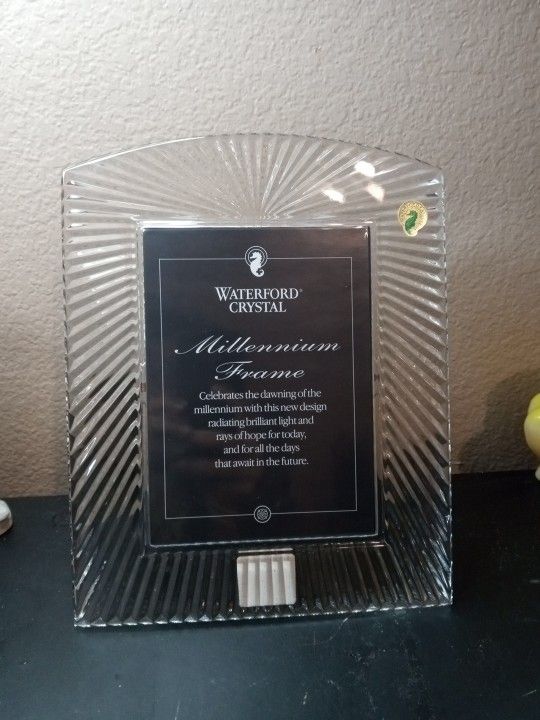 WATERFORD®
CRYSTAL
Millennium
Frame
Celebrates the dawning of the
millennium with this new design
radiating brilliant light and
rays of hope for today,
and for all the days
that await in the future.